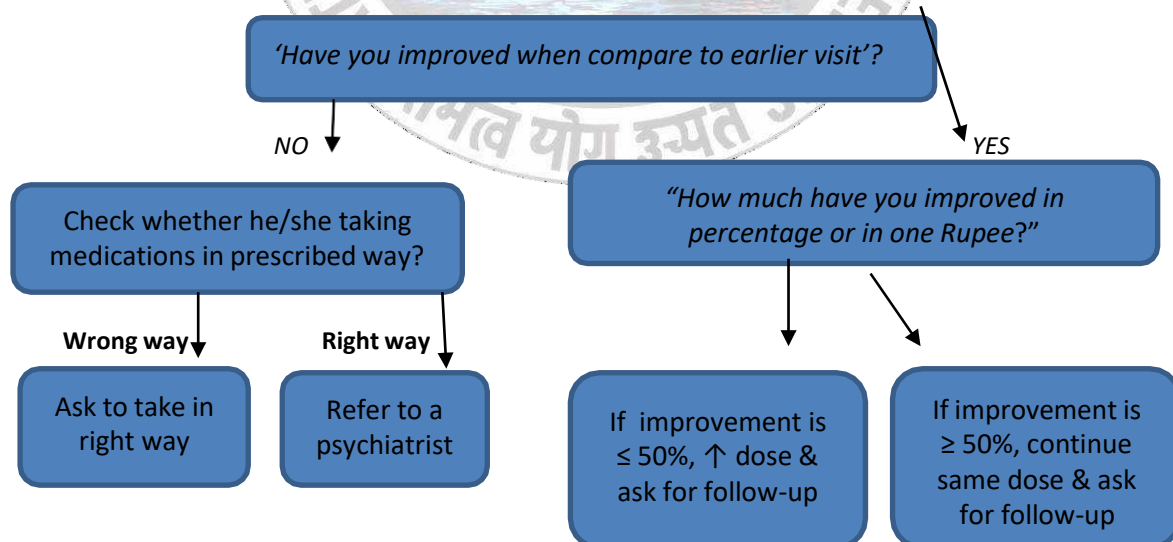 ‘Have you improved when compare to earlier visit’?
NO
YES
Check whether he/she taking
medications in prescribed way?
“How much have you improved in
percentage or in one Rupee?”
Wrong way
Right way
Ask to take in
right way
Refer to a
psychiatrist
If improvement is
≤ 50%, ↑ dose &
ask for follow-up
If improvement is
≥ 50%, continue
same dose & ask
for follow-up
योग उच्यते